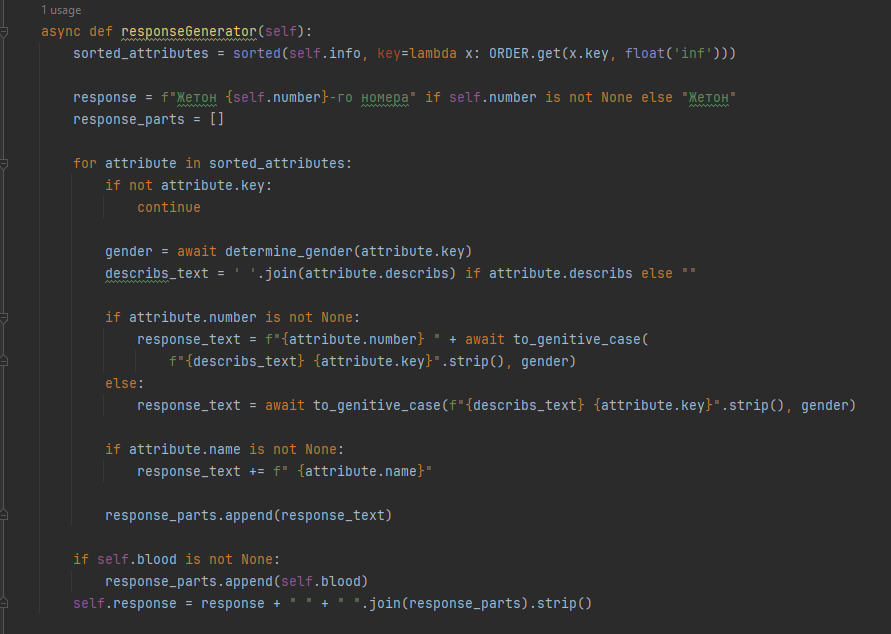 1 usage
async def responseGenerator(self):
    sorted_attributes = sorted(self.info, key=lambda x: ORDER.get(x.key, float('inf')))

    response = f"Жетон {self.number}-го номера" if self.number is not None else "Жетон"
    response_parts = []

    for attribute in sorted_attributes:
        if not attribute.key:
            continue

        gender = await determine_gender(attribute.key)
        describs_text = ' '.join(attribute.describs) if attribute.describs else ""

        if attribute.number is not None:
            response_text = f"{attribute.number} " + await to_genitive_case(
                f"{describs_text} {attribute.key}".strip(), gender)
        else:
            response_text = await to_genitive_case(f"{describs_text} {attribute.key}".strip(), gender)

        if attribute.name is not None:
            response_text += f" {attribute.name}"

        response_parts.append(response_text)

    if self.blood is not None:
        response_parts.append(self.blood)
    self.response = response + " " + " ".join(response_parts).strip()